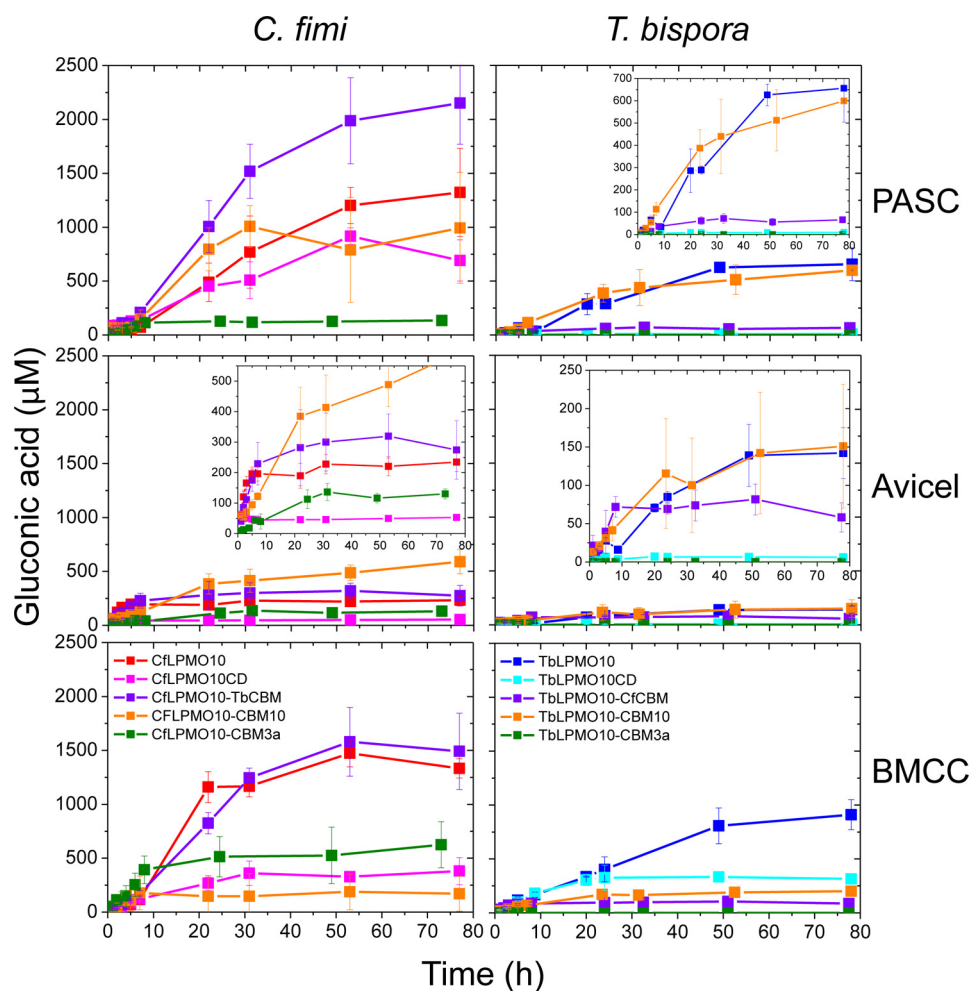 C. fimi
T. bispora
Gluconic acid (µM)
2500
2000
1500
1000
500
0
700
600
500
400
300
200
100
0
0 10 20 30 40 50 60 70 80
PASC
2500
2000
1500
1000
500
0
500
400
300
200
100
0
0 10 20 30 40 50 60 70 80
250
200
150
100
50
0
0 10 20 30 40 50 60 70 80
Avicel
2500
2000
1500
1000
500
0
CfLPMO10
CfLPMO10CD
CfLPMO10-TbCBM
CFLPMO10-CBM10
CfLPMO10-CBM3a
TbLPMO10
TbLPMO10CD
TbLPMO10-CfCBM
TbLPMO10-CBM10
TbLPMO10-CBM3a
BMCC
0 10 20 30 40 50 60 70 80
0 10 20 30 40 50 60 70 80
Time (h)